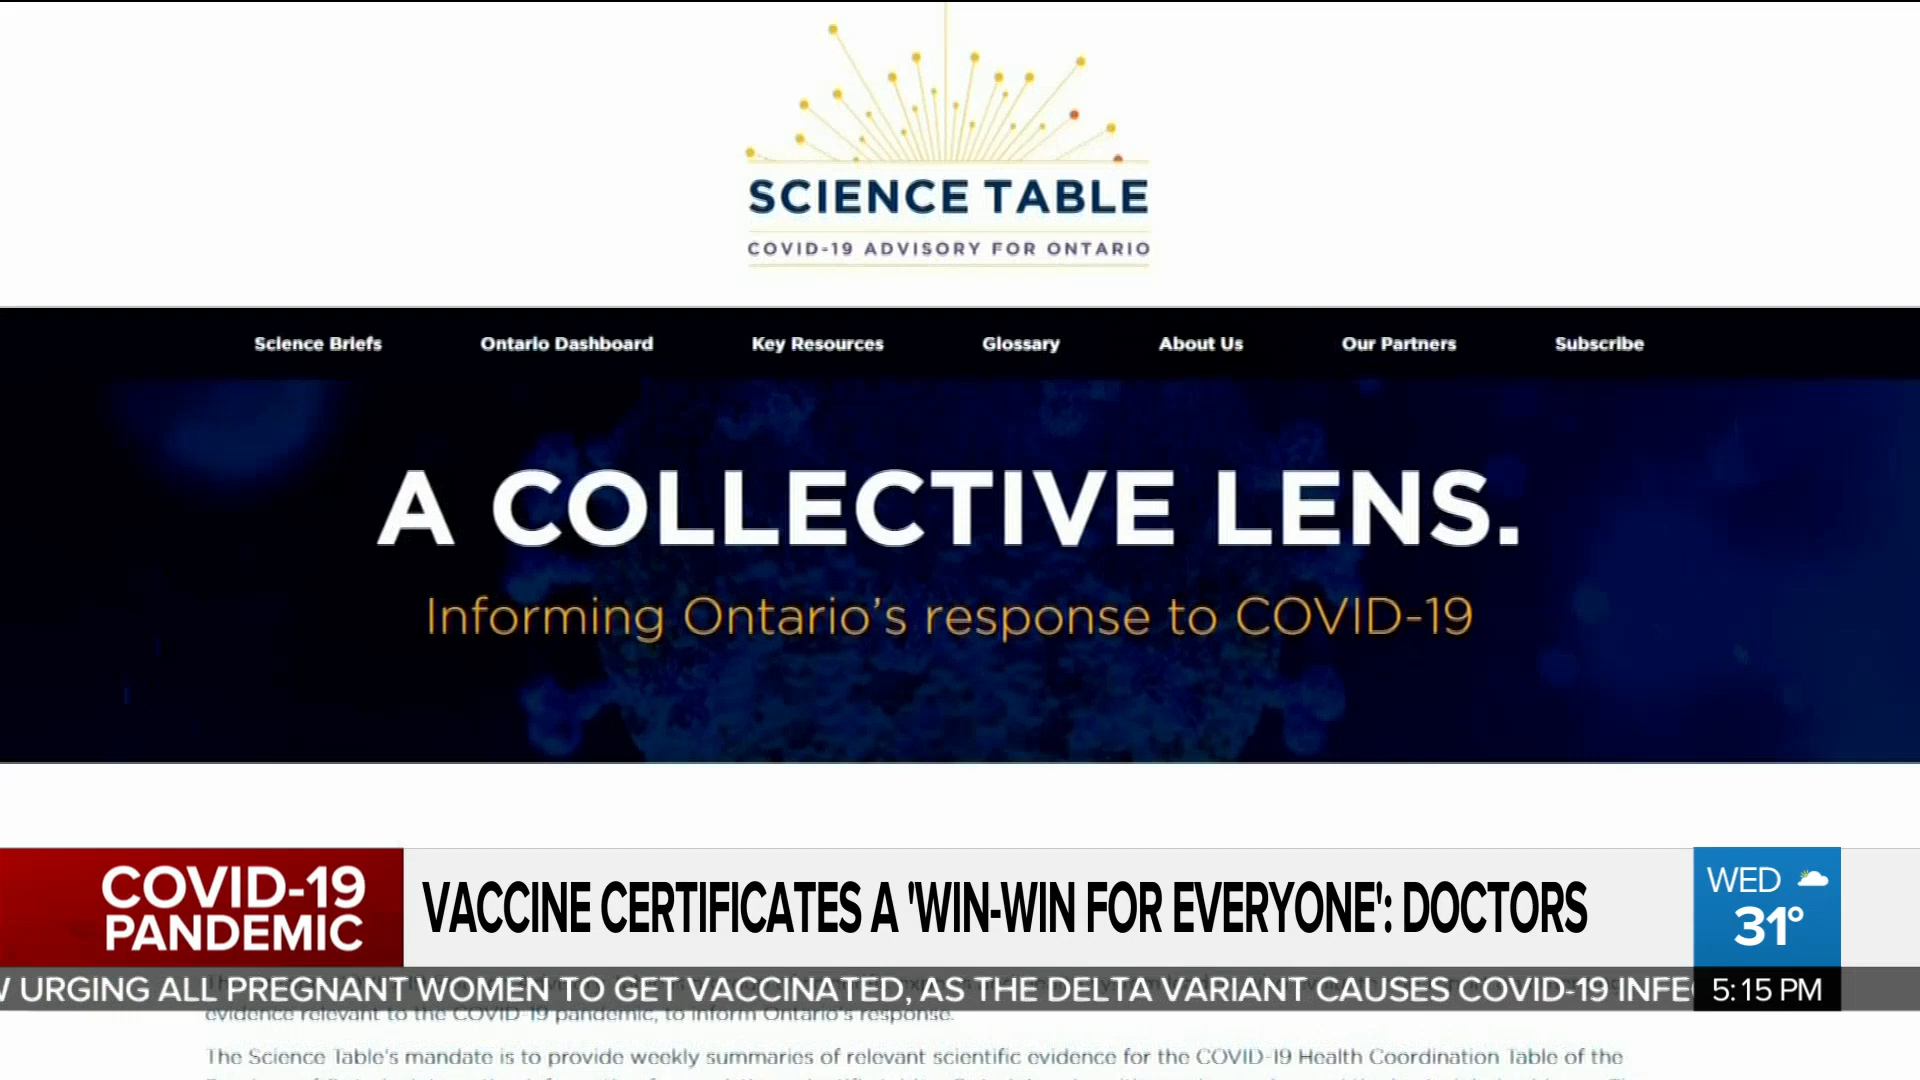 SCIENCE TABLE
COVID-19 ADVISORY FOR ONTARIO
Science Briefs Ontario Dashboard Key Resources Glossary About Us Our Partners Subscribe
A COLLECTIVE LENS.
Informing Ontario's response to COVID-19
COVID-19
PANDEMIC
VACCINE CERTIFICATES A 'WIN-WIN FOR EVERYONE': DOCTORS
WED
31°
URGING ALL PREGNANT WOMEN TO GET VACCINATED, AS THE DELTA VARIANT CAUSES COVID-19 INFE
5:15 PM
evidence relevant to the COVID-19 pandemic, to inform Ontario's response.
The Science Table's mandate is to provide weekly summaries of relevant scientific evidence for the COVID-19 Health Coordination Table of the